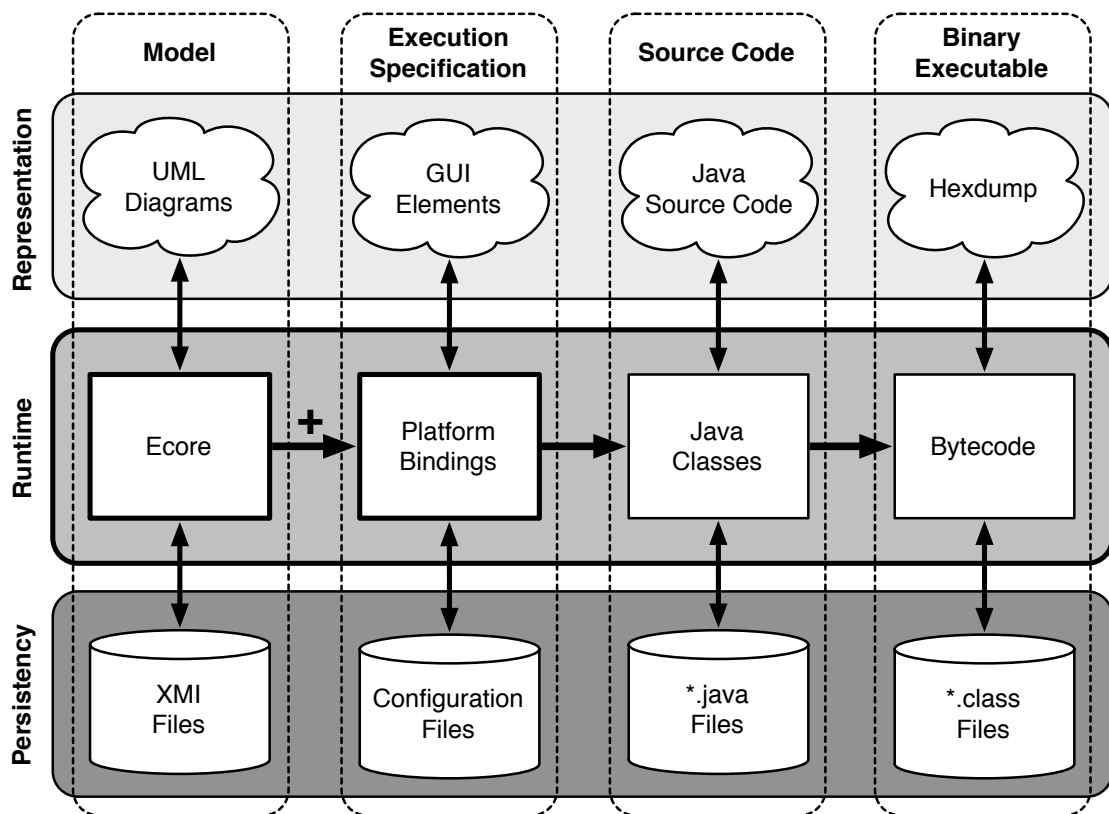 Model
Execution
Specification
Source Code
Binary
Executable
Representation
UML
Diagrams
GUI
Elements
Java
Source Code
Hexdump
Runtime
Ecore
+
Platform
Bindings
Java
Classes
Bytecode
Persistency
XMI
Files
Configuration
Files
*.java
Files
*.class
Files